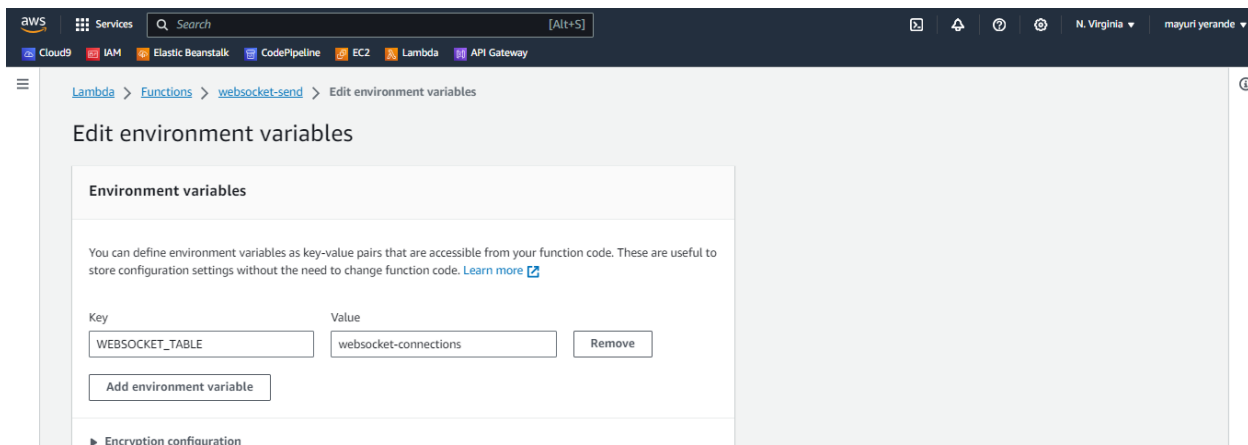 aws Services Search [Alt+S] N. Virginia mayuri yerande
Cloud9 IAM Elastic Beanstalk CodePipeline EC2 Lambda API Gateway
Lambda > Functions > websocket-send > Edit environment variables
Edit environment variables
Environment variables
You can define environment variables as key-value pairs that are accessible from your function code. These are useful to
store configuration settings without the need to change function code. Learn more
Key Value
WEBSOCKET_TABLE websocket-connections Remove
Add environment variable
Encryption configuration